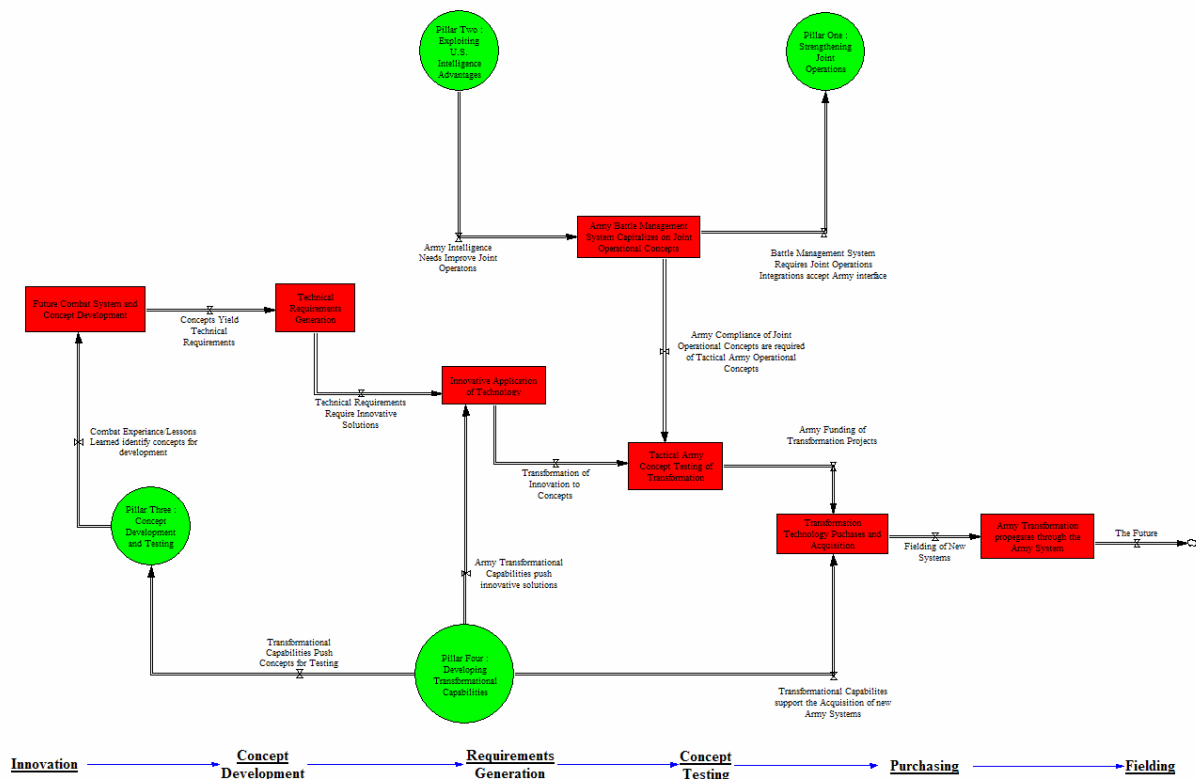 Pillar Two :
Exploiting
U.S.
Intelligence
Advantages
Pillar One :
Strengthening
Joint
Operations
Army Battle Management
System Capitalizes on Joint
Operational Concepts
Army Intelligence
Needs Improve Joint
Operatons
Battle Management System
Requires Joint Operations
Integrations accept Army interface
Future Combat System and
Concept Development
Technical
Requirements
Generation
Concepts Yield
Technical
Requirements
Army Compliance of Joint
Operational Concepts are required
of Tactical Army Operational
Concepts
Innovative Application
of Technology
Technical Requirements
Require Innovative
Solutions
Combat Experiance/Lessons
Learned identify concepts for
development
Army Funding of
Transformation Projects
Tactical Army
Concept Testing of
Transformation
Transformation of
Innovation to
Concepts
Pillar Three :
Concept
Development
and Testing
Transformation
Technology Puchases and
Acquisition
Army Transformation
propegates through the
Army System
The Future
Fielding of New
Systems
Army Transformational
Capabilities push
innovative solutions
Transformational
Capabilities Push
Concepts for Testing
Pillar Four :
Developing
Transformational
Capabilities
Transformational Capabilites
support the Acquisition of new
Army Systems
Innovation
Concept
Development
Requirements
Generation
Concept
Testing
Purchasing
Fielding